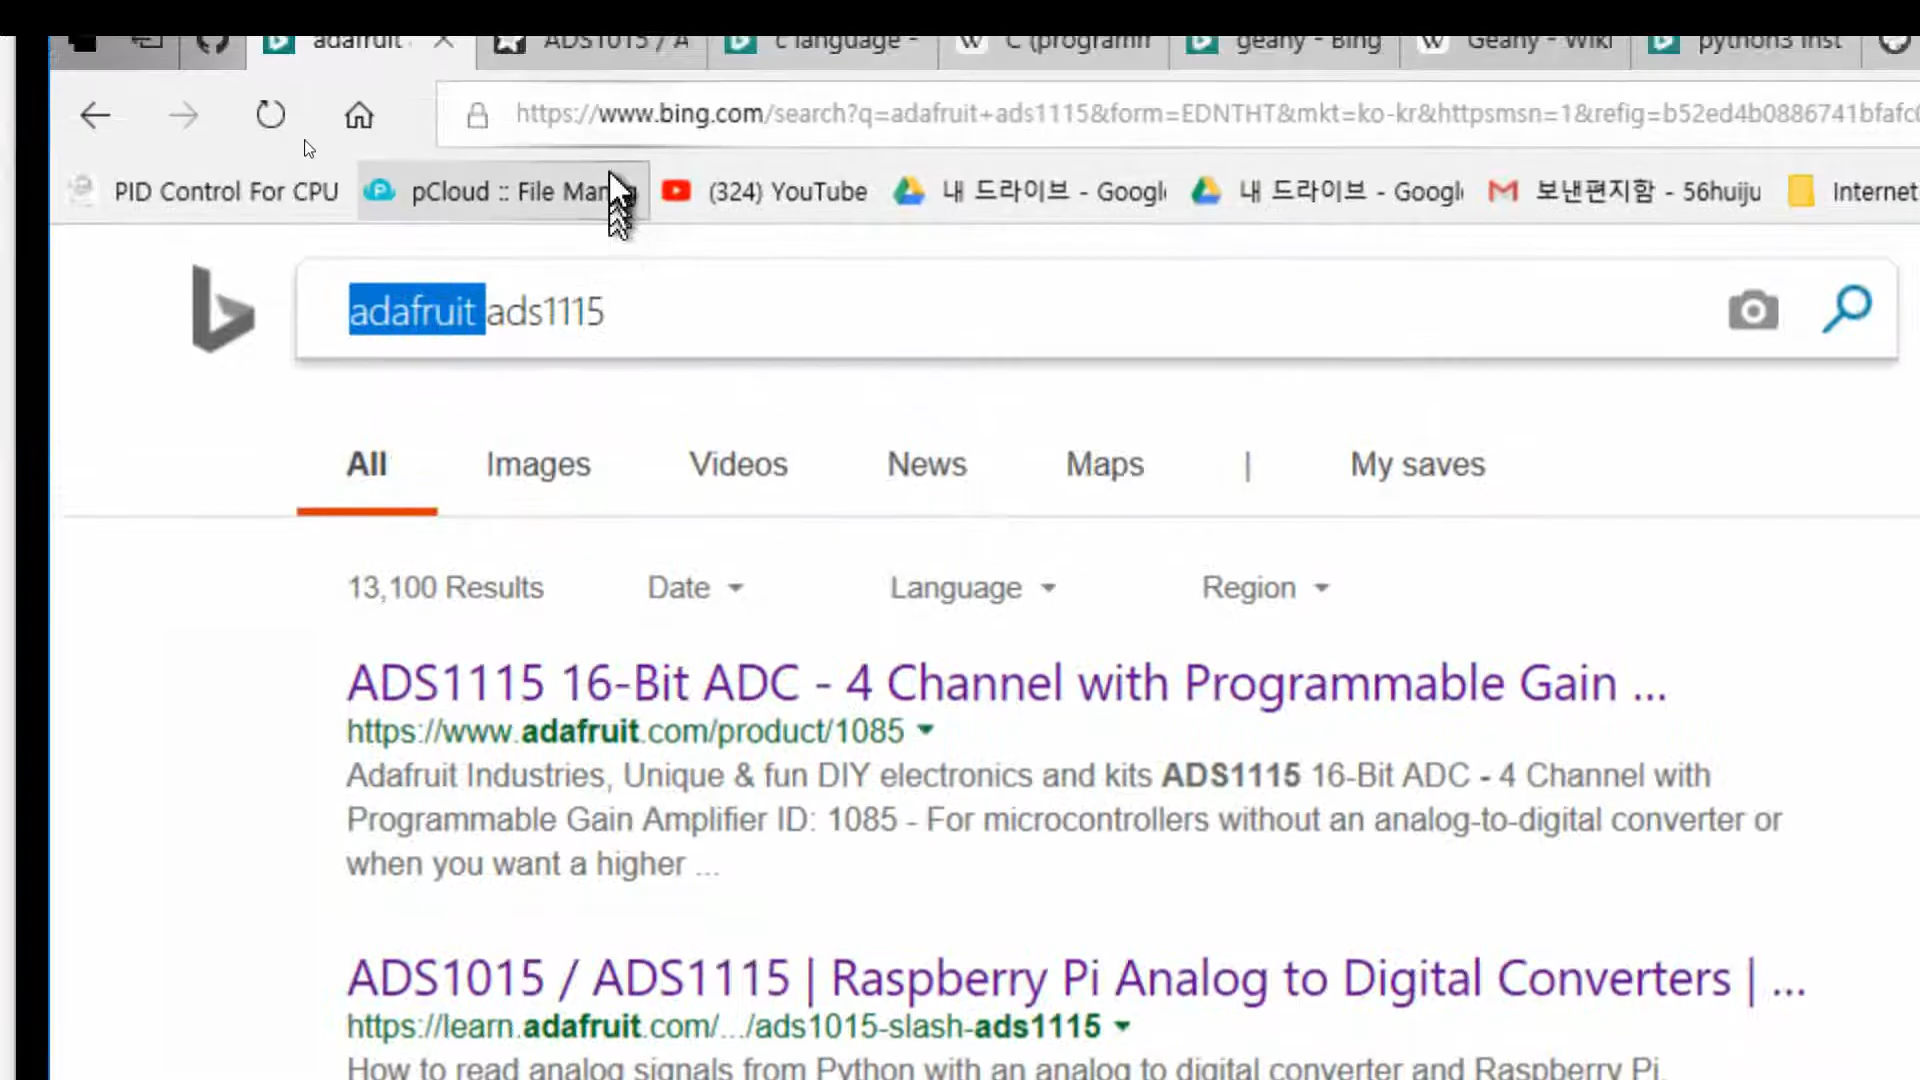 adafruit
ADS1015 / A
c language -
C (programm
geany - Bing
Geany - Wiki
python3 inst
https://www.bing.com/search?q=adafruit+ads1115&form=EDNTHT&mkt=ko-kr&httpsmsn=1&refig=b52ed4b0886741bfafc0
PID Control For CPU
pCloud :: File Man
(324) YouTube
내 드라이브 - Googl
내 드라이브 - Googl
보낸편지함 - 56huiju
Internet
adafruit ads1115
All Images Videos News Maps | My saves
13,100 Results Date Language Region
ADS1115 16-Bit ADC - 4 Channel with Programmable Gain ...
https://www.adafruit.com/product/1085
Adafruit Industries, Unique & fun DIY electronics and kits ADS1115 16-Bit ADC - 4 Channel with
Programmable Gain Amplifier ID: 1085 - For microcontrollers without an analog-to-digital converter or
when you want a higher ...
ADS1015 / ADS1115 | Raspberry Pi Analog to Digital Converters | ...
https://learn.adafruit.com/.../ads1015-slash-ads1115
How to read analog signals from Python with an analog to digital converter and Raspberry Pi.